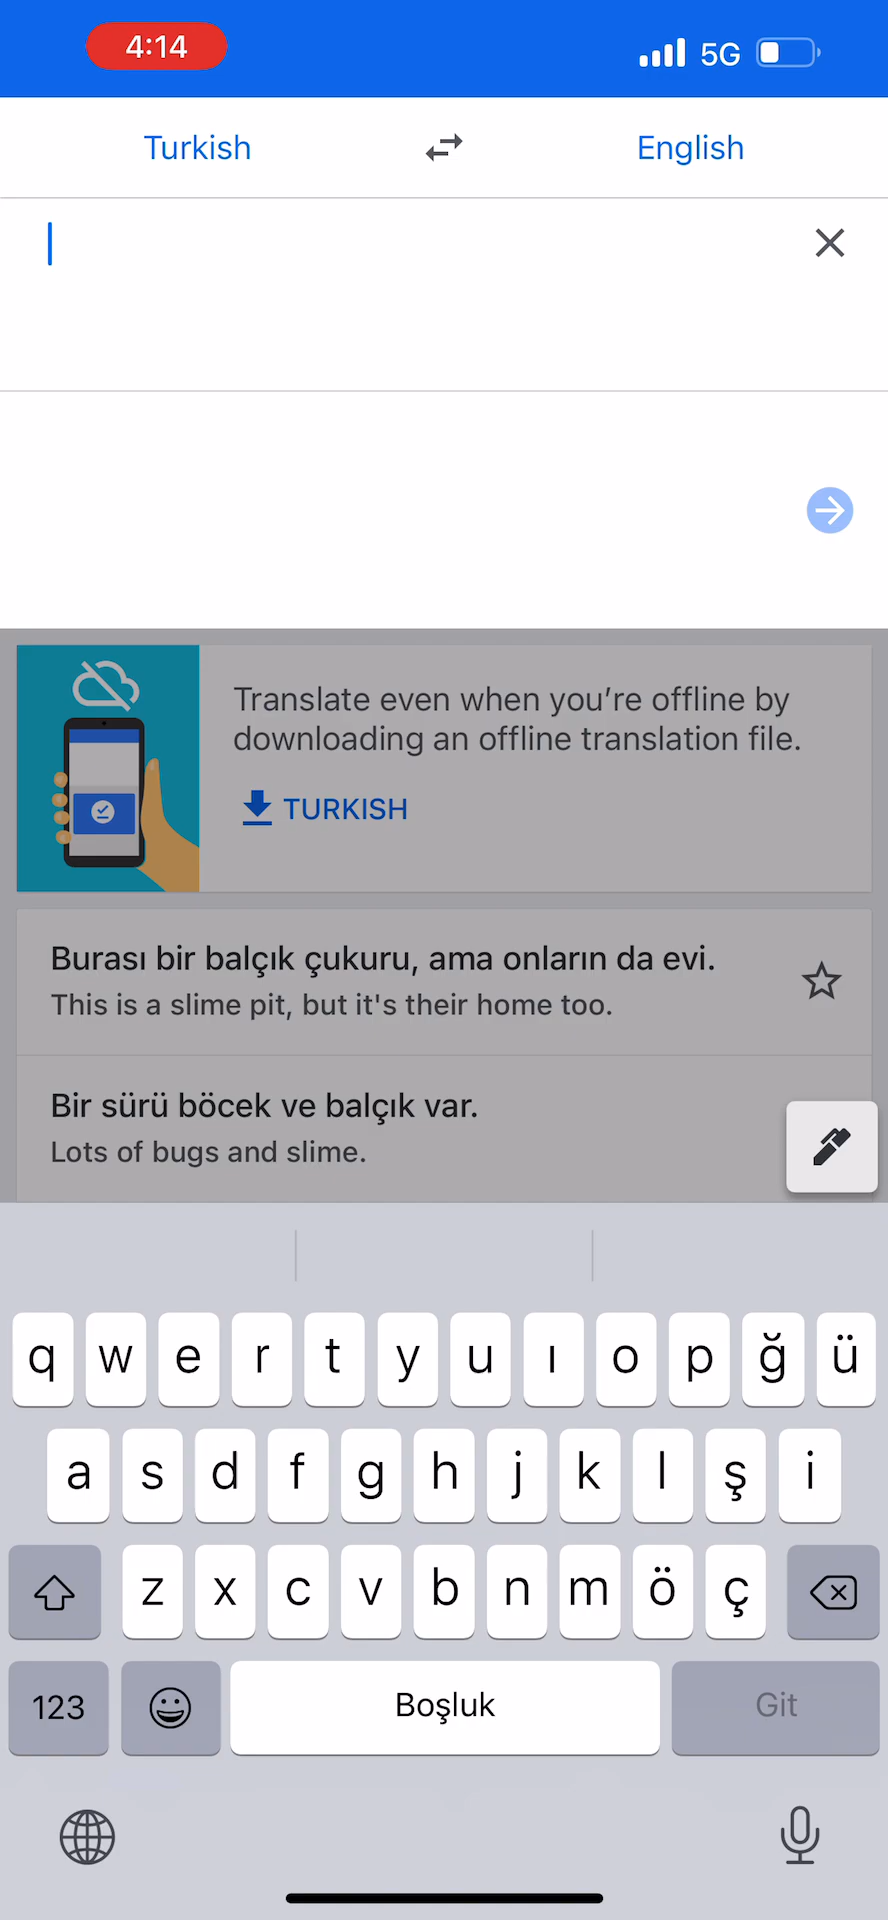 4:14 5G
Turkish English
Translate even when you’re offline by
downloading an offline translation file.
TURKISH
Burası bir balçık çukuru, ama onların da evi.
This is a slime pit, but it's their home too.
Bir sürü böcek ve balçık var.
Lots of bugs and slime.
q w e r t y u ı o p ğ ü
a s d f g h j k l ş i
z x c v b n m ö ç
123 Boşluk Git